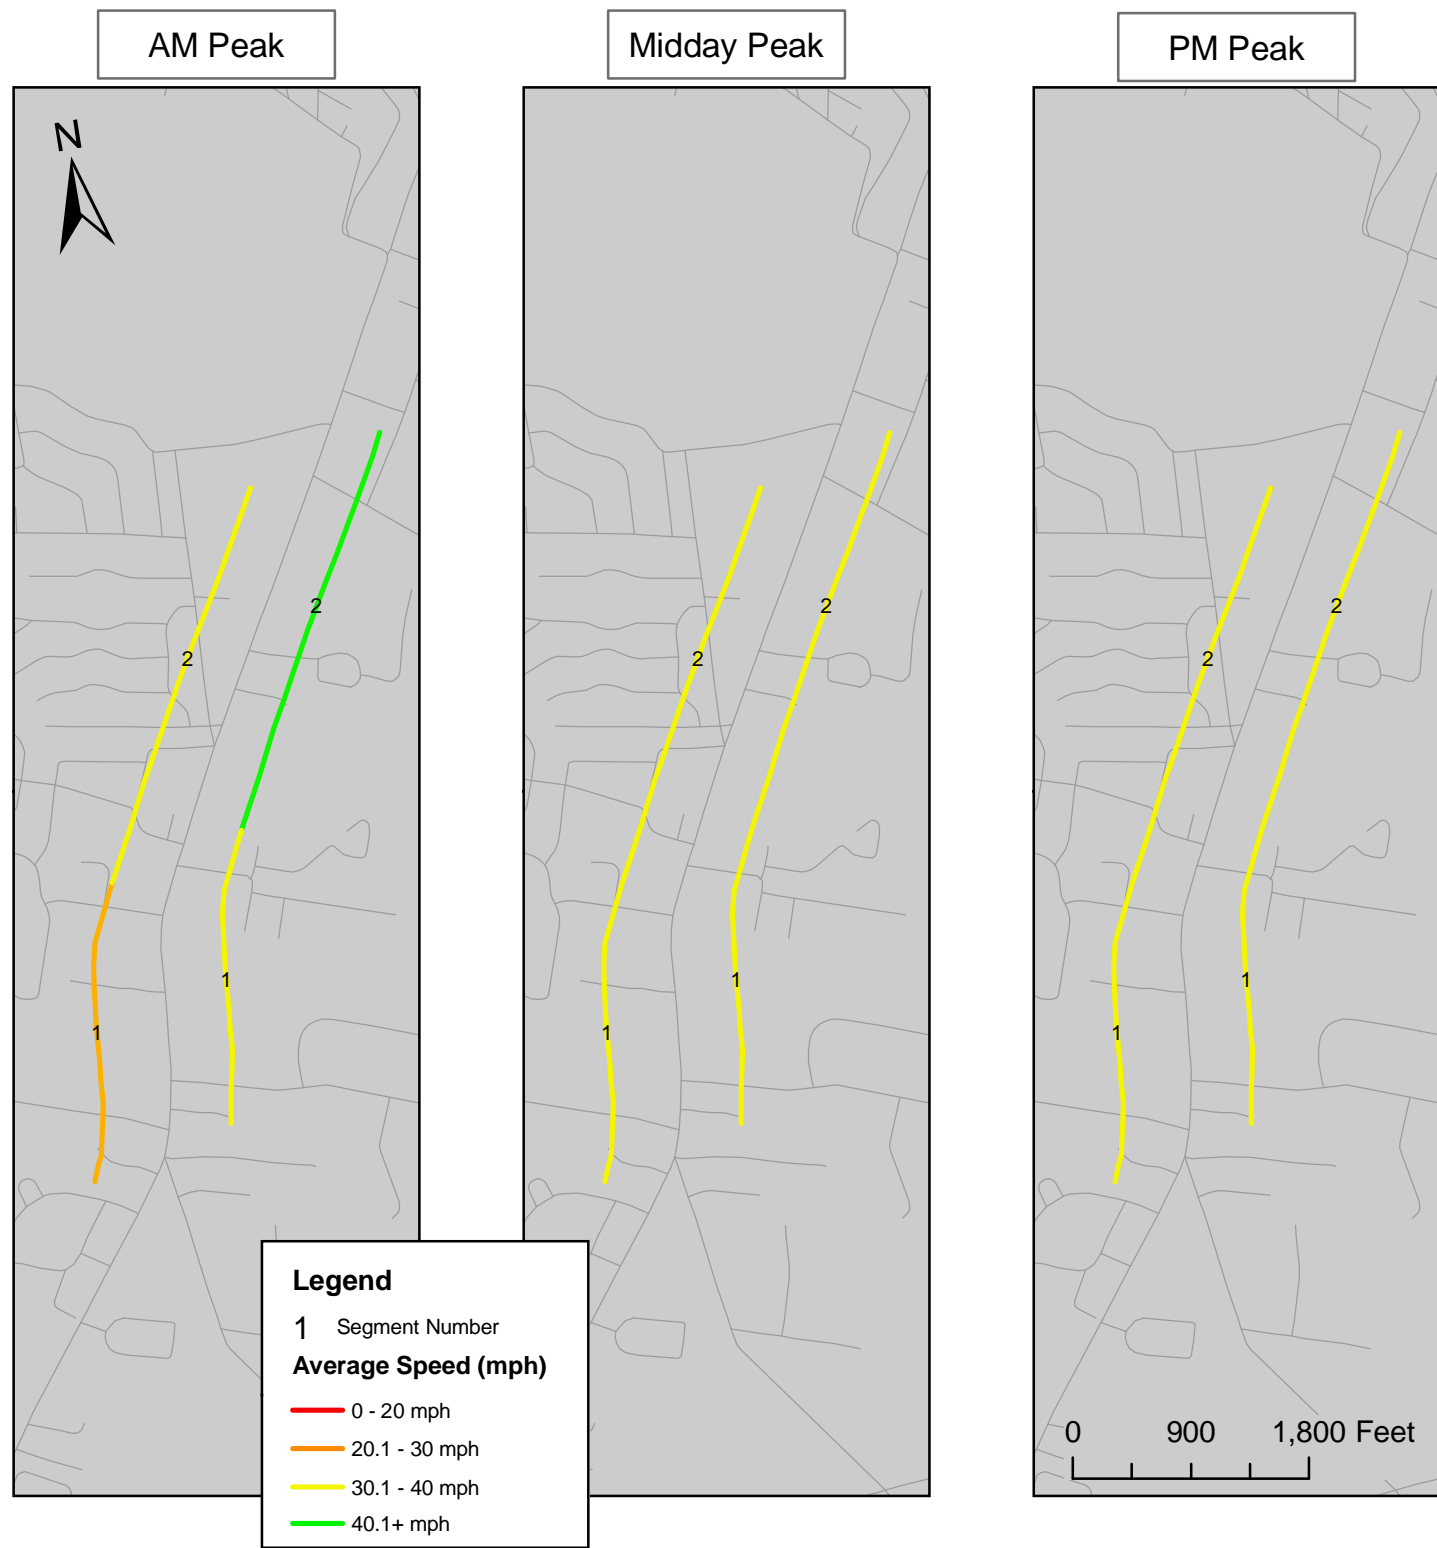 AM Peak
Midday Peak
PM Peak
N
2
2
1
1
2
2
1
1
2
2
1
1
Legend
1 Segment Number
Average Speed (mph)
0 - 20 mph
20.1 - 30 mph
30.1 - 40 mph
40.1+ mph
0 900 1,800 Feet